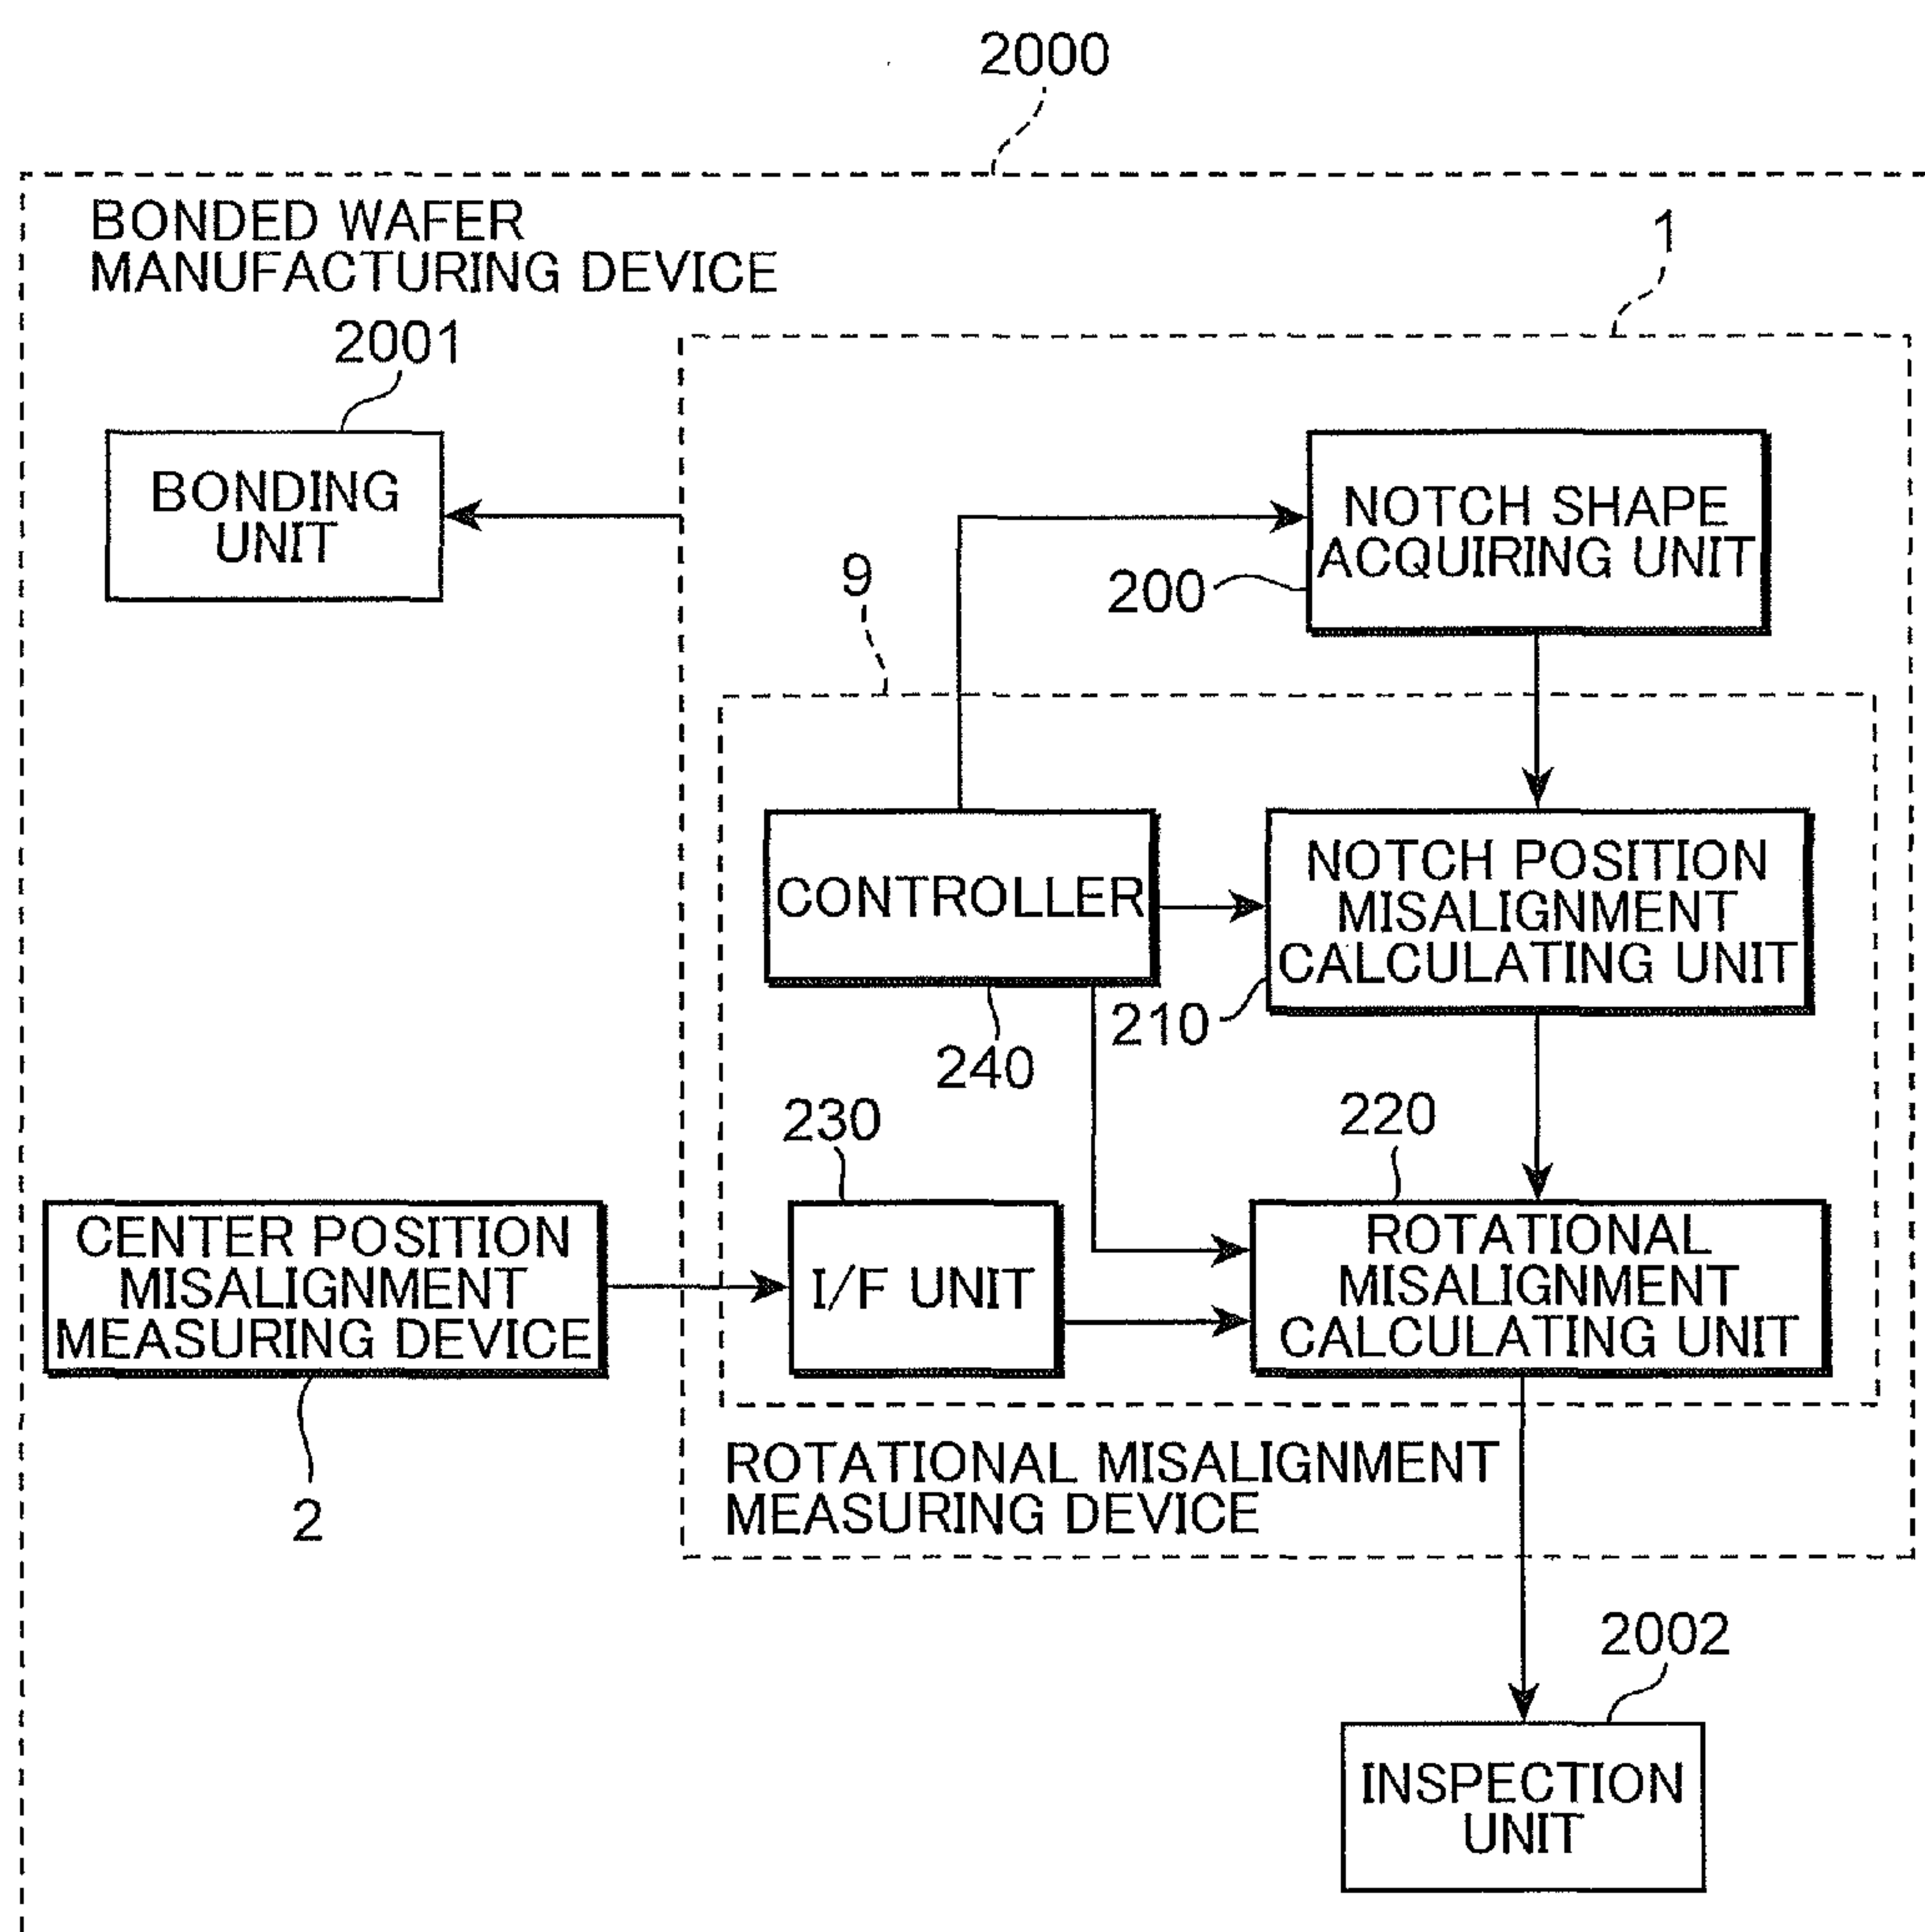 2000
BONDED WAFER
MANUFACTURING DEVICE
1
2001
BONDING
UNIT
NOTCH SHAPE
ACQUIRING UNIT
200
9
CONTROLLER
240
NOTCH POSITION
MISALIGNMENT
CALCULATING UNIT
210
230
220
CENTER POSITION
MISALIGNMENT
MEASURING DEVICE
2
I/F UNIT
ROTATIONAL
MISALIGNMENT
CALCULATING UNIT
ROTATIONAL MISALIGNMENT
MEASURING DEVICE
2002
INSPECTION
UNIT